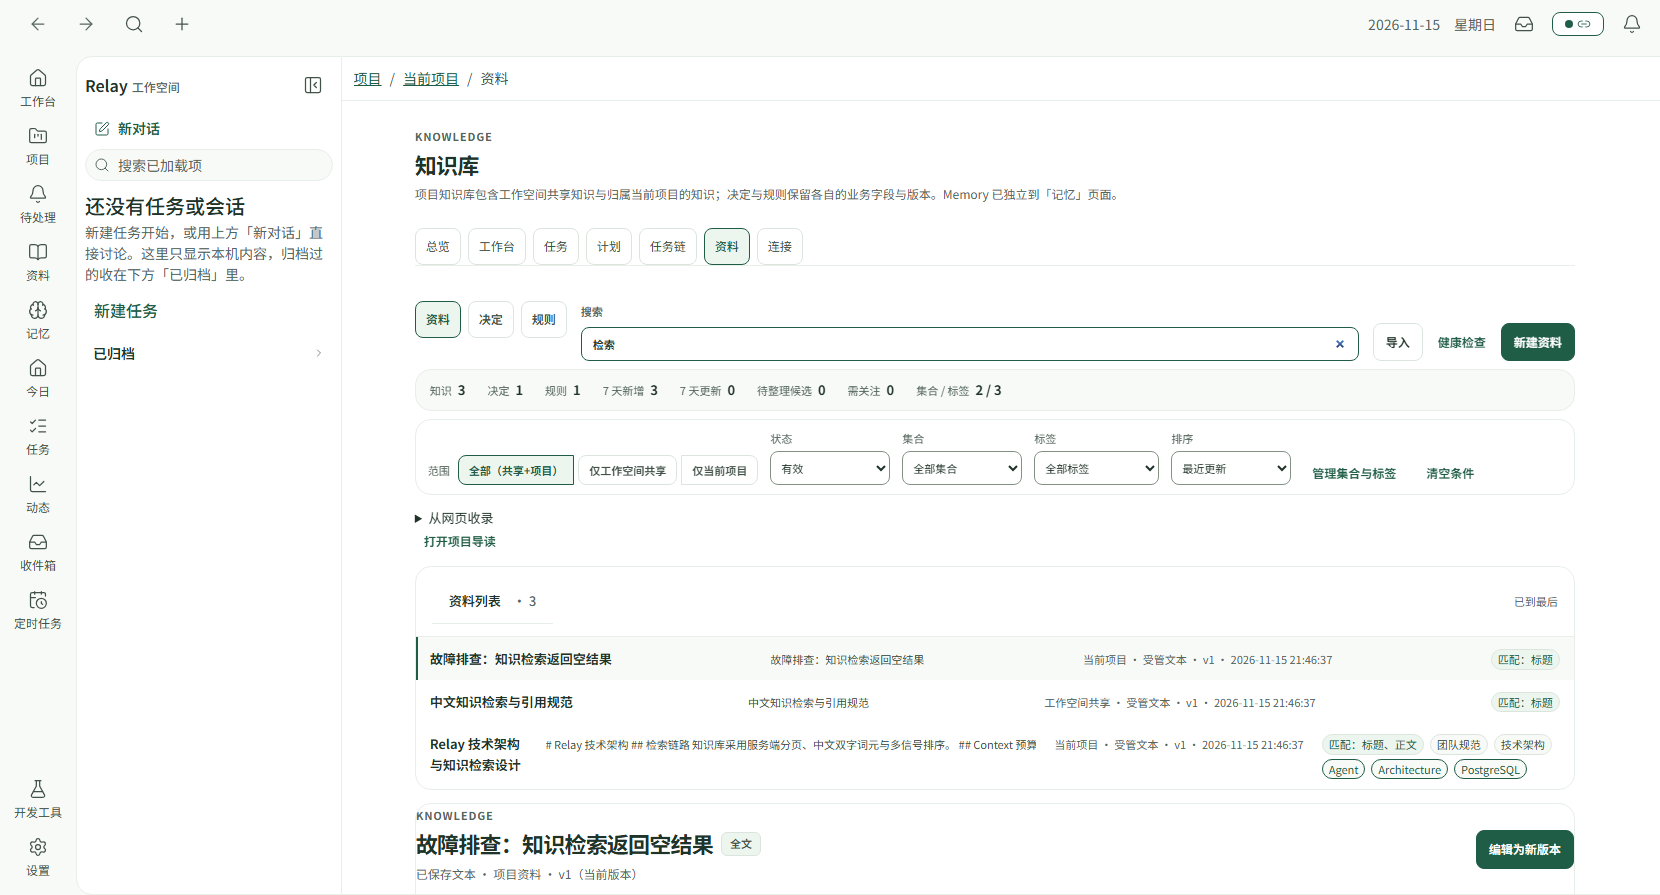 2026-11-15 星期日
工作台
项目
待处理
资料
记忆
今日
任务
动态
收件箱
定时任务
开发工具
设置
Relay 工作空间
新对话
搜索已加载项
还没有任务或会话
新建任务开始，或用上方「新对话」直
接讨论。这里只显示本机内容，归档过
的收在下方「已归档」里。
新建任务
已归档
项目 / 当前项目 / 资料
KNOWLEDGE
知识库
项目知识库包含工作空间共享知识与归属当前项目的知识；决定与规则保留各自的业务字段与版本。Memory 已独立到「记忆」页面。
总览 工作台 任务 计划 任务链 资料 连接
资料 决定 规则
搜索
检索
导入 健康检查 新建资料
知识 3 决定 1 规则 1 7 天新增 3 7 天更新 0 待整理候选 0 需关注 0 集合 / 标签 2 / 3
范围 全部（共享+项目） 仅工作空间共享 仅当前项目
状态
有效
集合
全部集合
标签
全部标签
排序
最近更新
管理集合与标签 清空条件
▶ 从网页收录
打开项目导读
资料列表 · 3 已到最后
故障排查：知识检索返回空结果 故障排查：知识检索返回空结果 当前项目 · 受管文本 · v1 · 2026-11-15 21:46:37 匹配：标题
中文知识检索与引用规范 中文知识检索与引用规范 工作空间共享 · 受管文本 · v1 · 2026-11-15 21:46:37 匹配：标题
Relay 技术架构
与知识检索设计
# Relay 技术架构 ## 检索链路 知识库采用服务端分页、中文双字词元与多信号排序。 ## Context 预算
当前项目 · 受管文本 · v1 · 2026-11-15 21:46:37
匹配：标题、正文 团队规范 技术架构
Agent Architecture PostgreSQL
KNOWLEDGE
故障排查：知识检索返回空结果 全文
编辑为新版本
已保存文本 · 项目资料 · v1（当前版本）